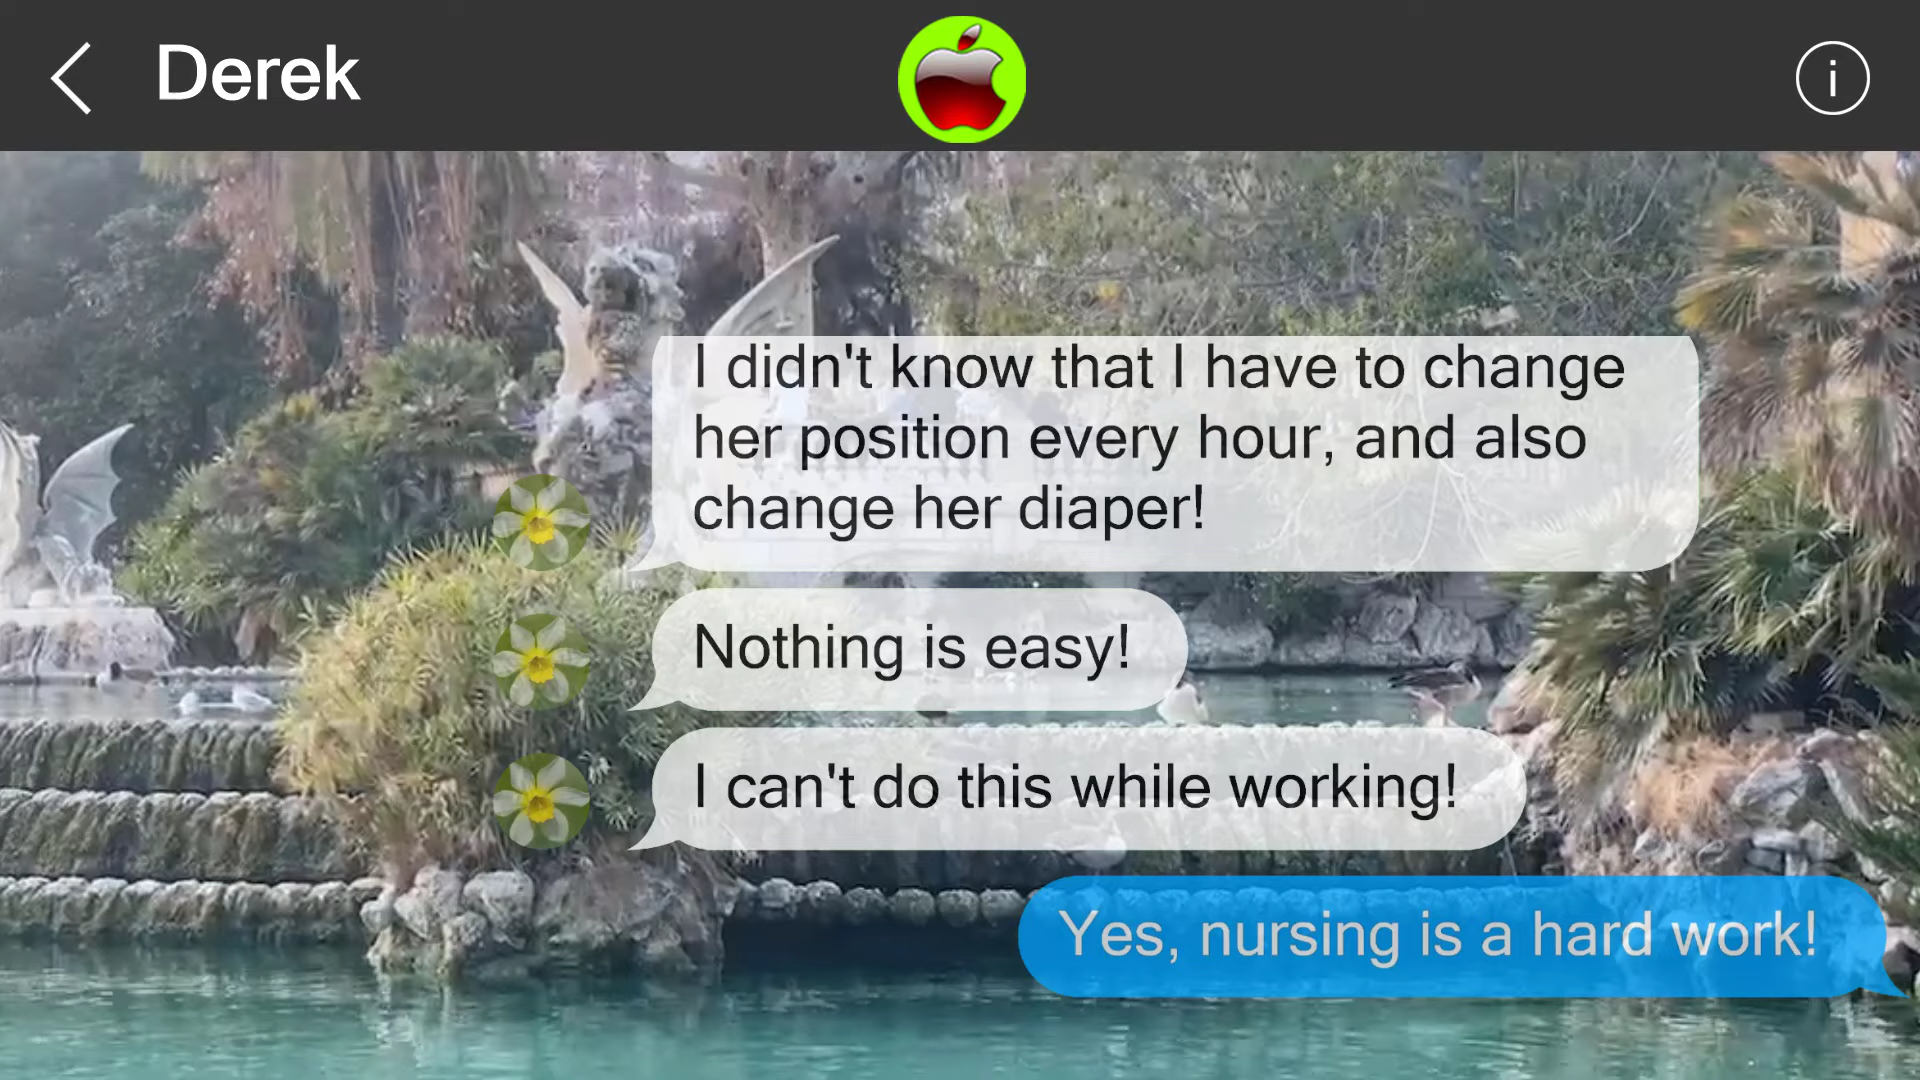 Derek
i
I didn't know that I have to change
her position every hour, and also
change her diaper!
Nothing is easy!
I can't do this while working!
Yes, nursing is a hard work!